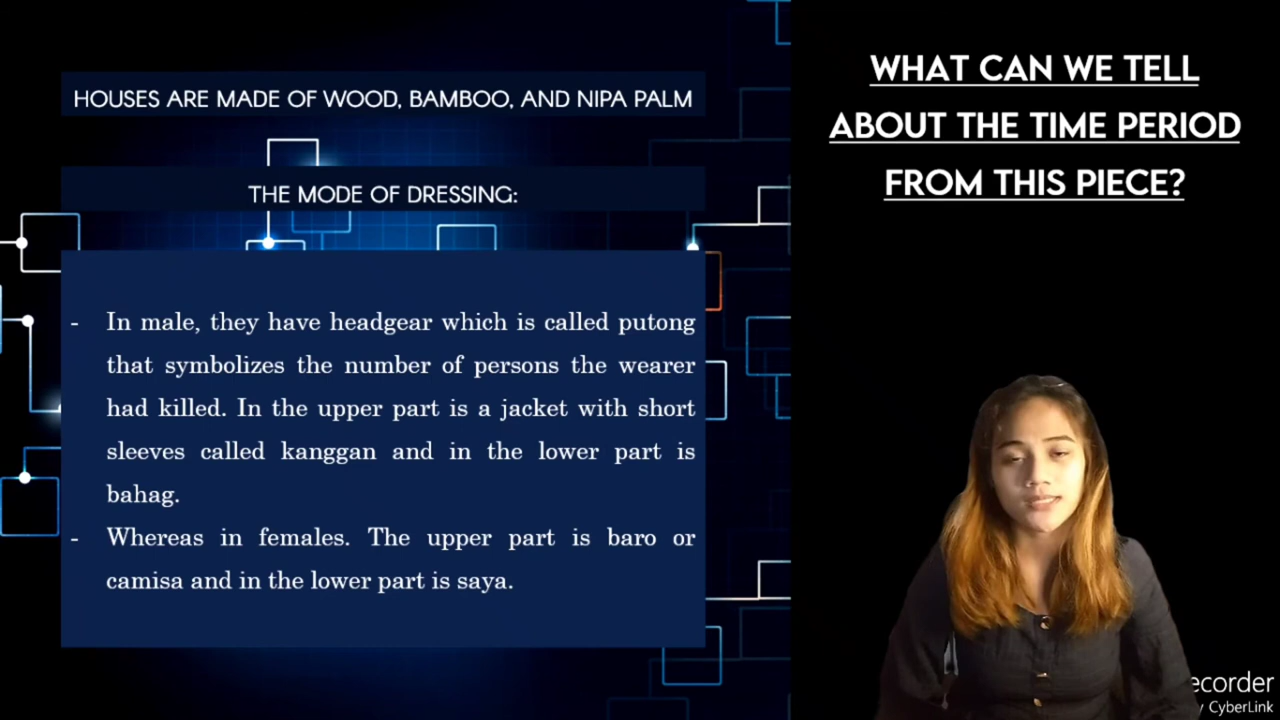 HOUSES ARE MADE OF WOOD, BAMBOO, AND NIPA PALM
THE MODE OF DRESSING:
- In male, they have headgear which is called putong
that symbolizes the number of persons the wearer
had killed. In the upper part is a jacket with short
sleeves called kanggan and in the lower part is
bahag.
- Whereas in females. The upper part is baro or
camisa and in the lower part is saya.
WHAT CAN WE TELL
ABOUT THE TIME PERIOD
FROM THIS PIECE?
ecorder
y CyberLink